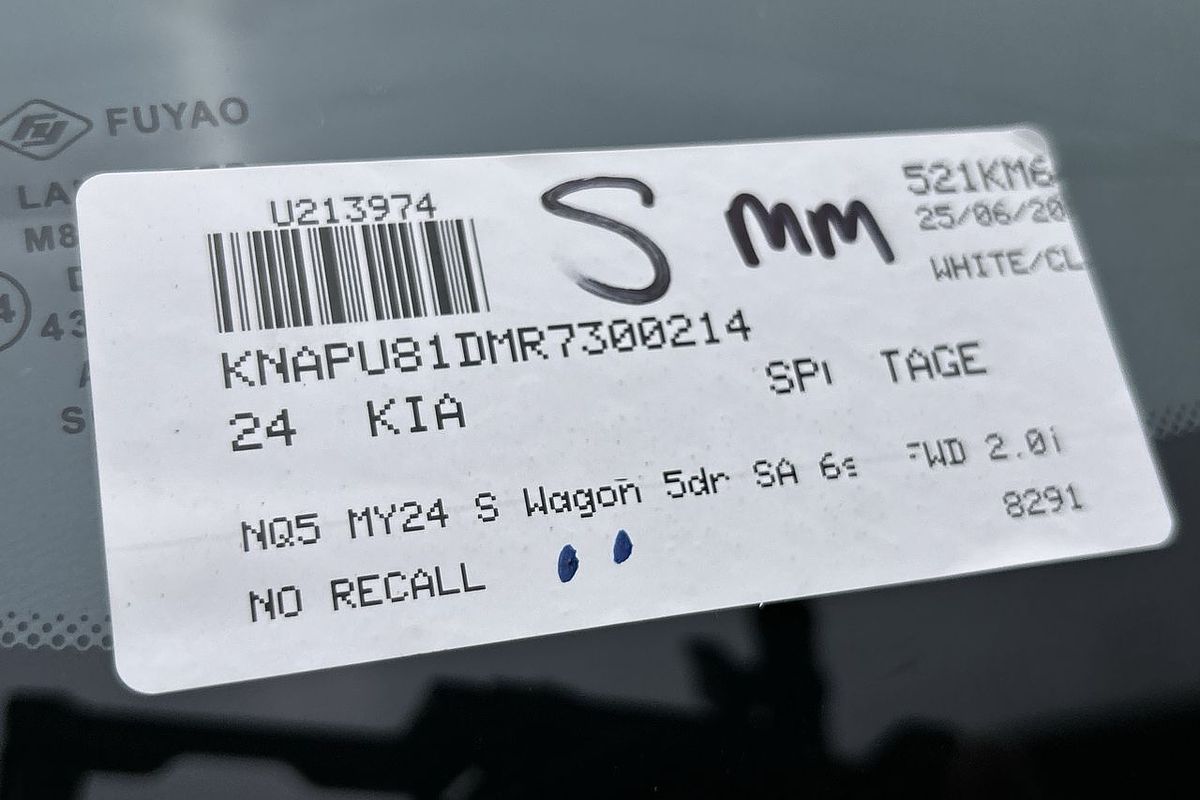 FUYAO
U213974
S mm
521KM6
25/06/20
WHITE/CL
KNAPU81DMR7300214
24 KIA
SPI TAGE
NQ5 MY24 S Wagon 5dr SA 6s FWD 2.0i
8291
NO RECALL